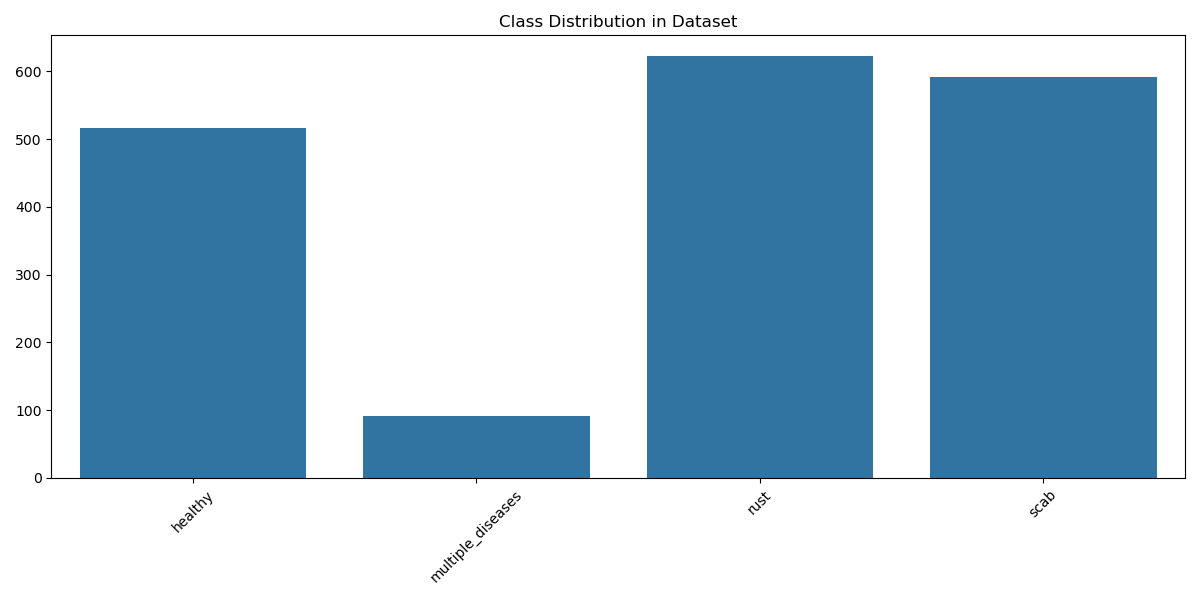 Class Distribution in Dataset
600
500
400
300
200
100
0
healthy
multiple_diseases
rust
scab